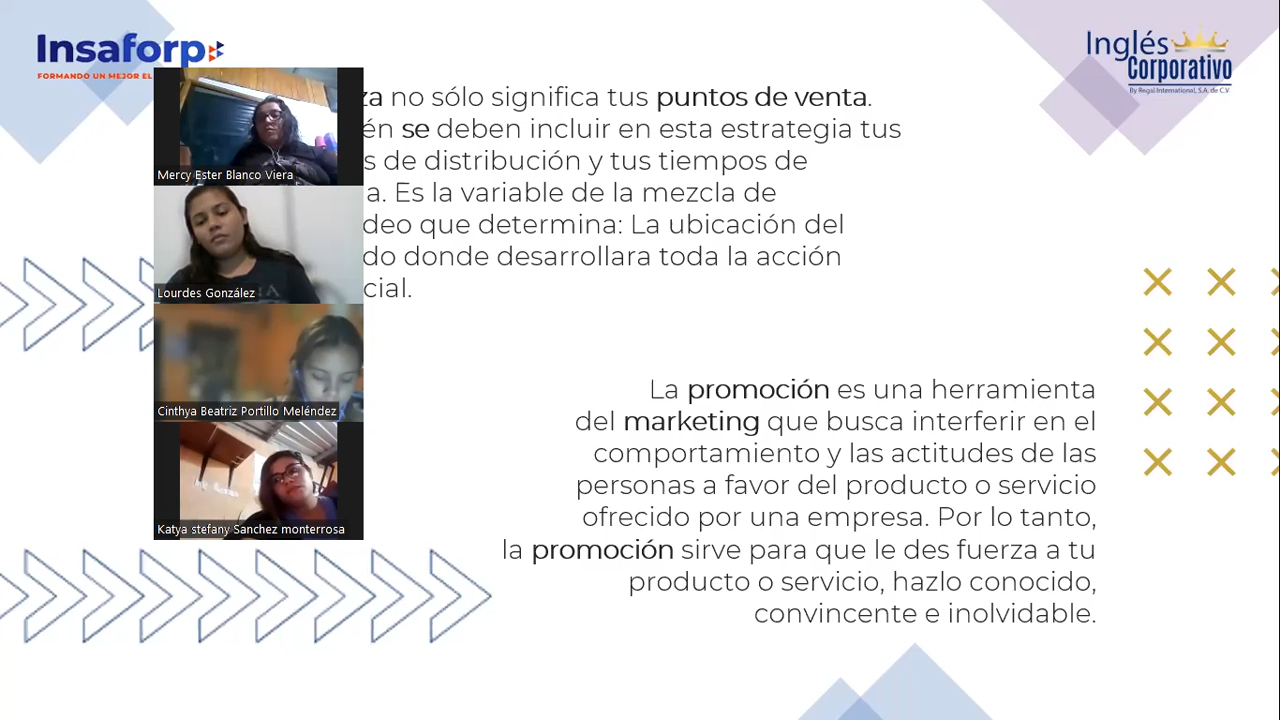 Insaforp
FORMANDO UN MEJOR EL
Inglés
Corporativo
By Regal International, S.A. de C.V
za no sólo significa tus puntos de venta.
én se deben incluir en esta estrategia tus
s de distribución y tus tiempos de
a. Es la variable de la mezcla de
deo que determina: La ubicación del
do donde desarrollara toda la acción
cial.
Mercy Ester Blanco Viera
Lourdes González
Cinthya Beatriz Portillo Meléndez
Katya stefany Sanchez monterrosa
La promoción es una herramienta
del marketing que busca interferir en el
comportamiento y las actitudes de las
personas a favor del producto o servicio
ofrecido por una empresa. Por lo tanto,
la promoción sirve para que le des fuerza a tu
producto o servicio, hazlo conocido,
convincente e inolvidable.